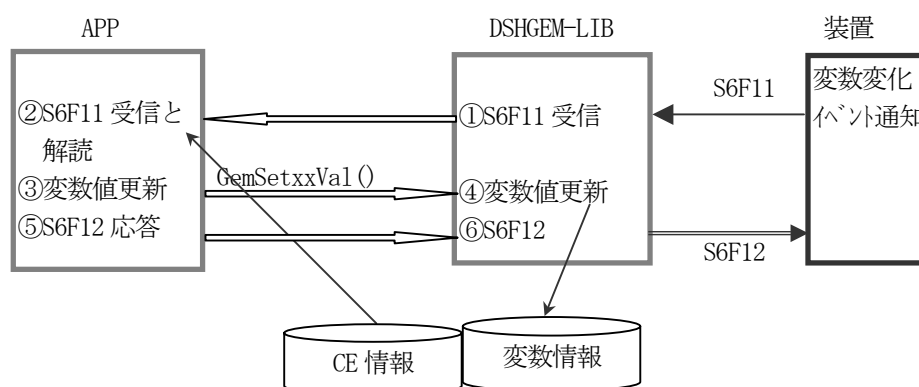 APP
DSHGEM-LIB
装置
②S6F11 受信と
解読
③変数値更新
⑤S6F12 応答
GemSetxxVal()
①S6F11 受信
④変数値更新
⑥S6F12
S6F11
S6F12
変数変化
イベント通知
CE 情報
変数情報